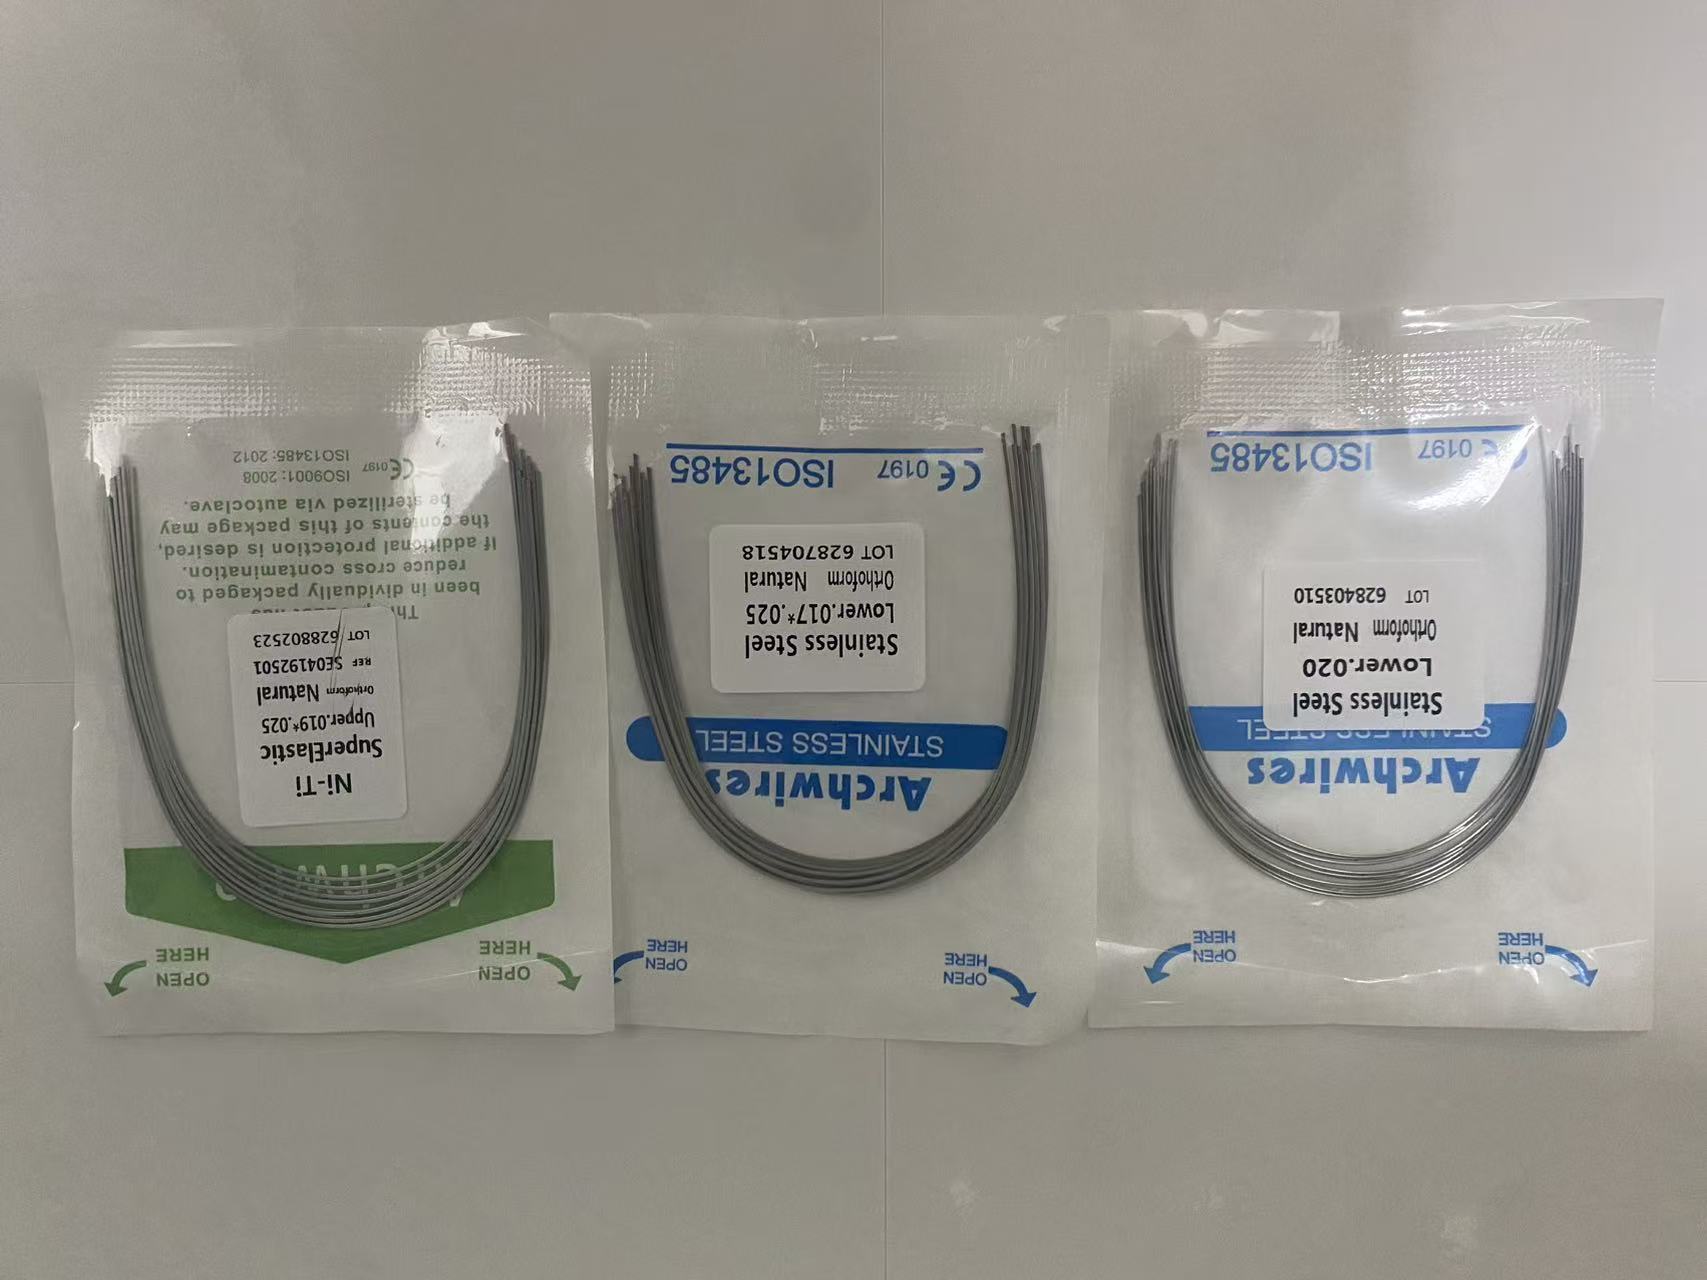 OPEN
HERE
OPEN
HERE
Archwires
STAINLESS STEEL
Stainless Steel
Lower.020
Orthoform Natural
LOT 628403510
CE 0197 ISO13485
OPEN
HERE
OPEN
HERE
Archwires
STAINLESS STEEL
Stainless Steel
Lower.017*.025
Orthoform Natural
LOT 628704518
CE 0197 ISO13485
OPEN
HERE
OPEN
HERE
Ni-Ti
SuperElastic
Upper.019*.025
Orthoform Natural
REF SE04192501
LOT 628802523
been in dividually packaged to
reduce cross contamination.
If additional protection is desired,
the contents of this package may
be sterilized via autoclave.
CE 0197 ISO9001: 2008
ISO13485: 2012